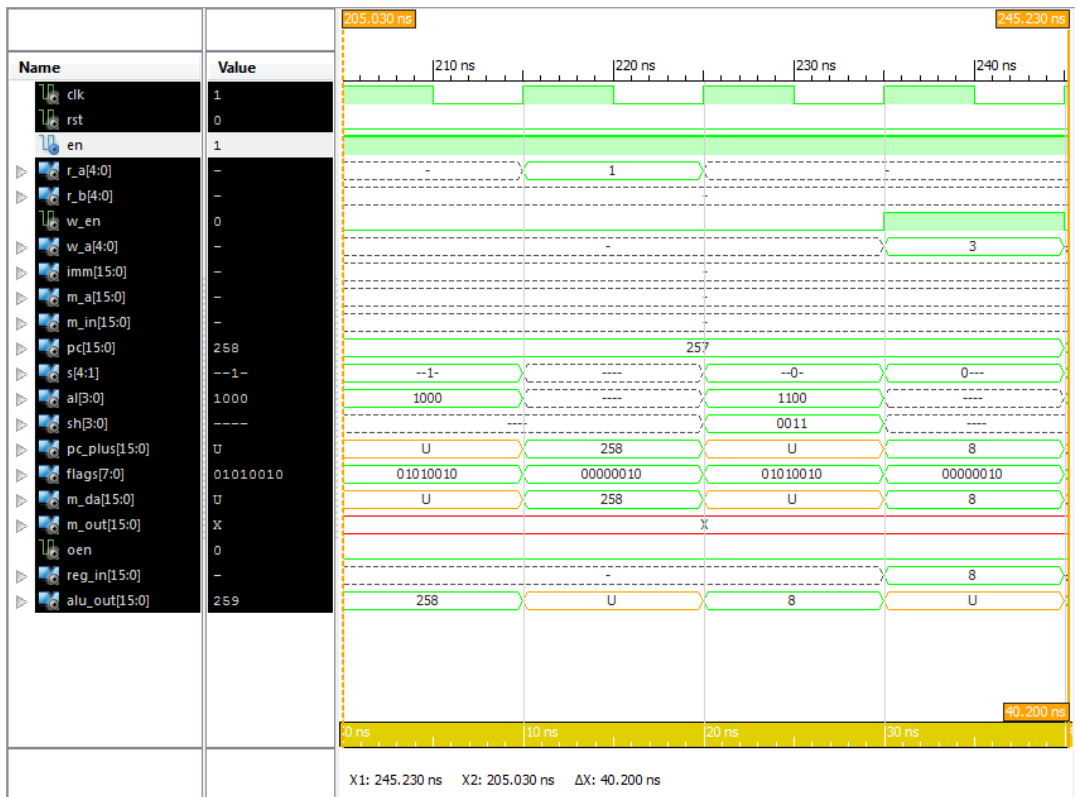 205.030 ns 245.230 ns
Name Value 210 ns 220 ns 230 ns 240 ns
clk 1
rst 0
en 1
r_a[4:0] - - 1 -
r_b[4:0] - -
w_en 0
w_a[4:0] - - 3
imm[15:0] - -
m_a[15:0] - -
m_in[15:0] - -
pc[15:0] 258 257
s[4:1] --1- --1- ---- --0- 0---
al[3:0] 1000 1000 ---- 1100 ----
sh[3:0] ---- ---- 0011 ----
pc_plus[15:0] U U 258 U 8
flags[7:0] 01010010 01010010 00000010 01010010 00000010
m_da[15:0] U U 258 U 8
m_out[15:0] X X
oen 0
reg_in[15:0] - - 8
alu_out[15:0] 259 258 U 8 U
40.200 ns
0 ns 10 ns 20 ns 30 ns
X1: 245.230 ns X2: 205.030 ns ΔX: 40.200 ns